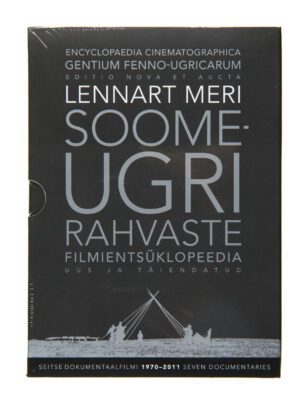 ENCYCLOPAEDIA CINEMATOGRAPHICA
GENTIUM FENNO-UGRICARUM
EDITIO NOVA ET AUCTA
LENNART MERI
SOOME-
UGRI
RAHVASTE
FILMIENTSÜKLOPEEDIA
UUS JA TÄIENDATUD
SEITSE DOKUMENTAALFILMI 1970–2011 SEVEN DOCUMENTARIES